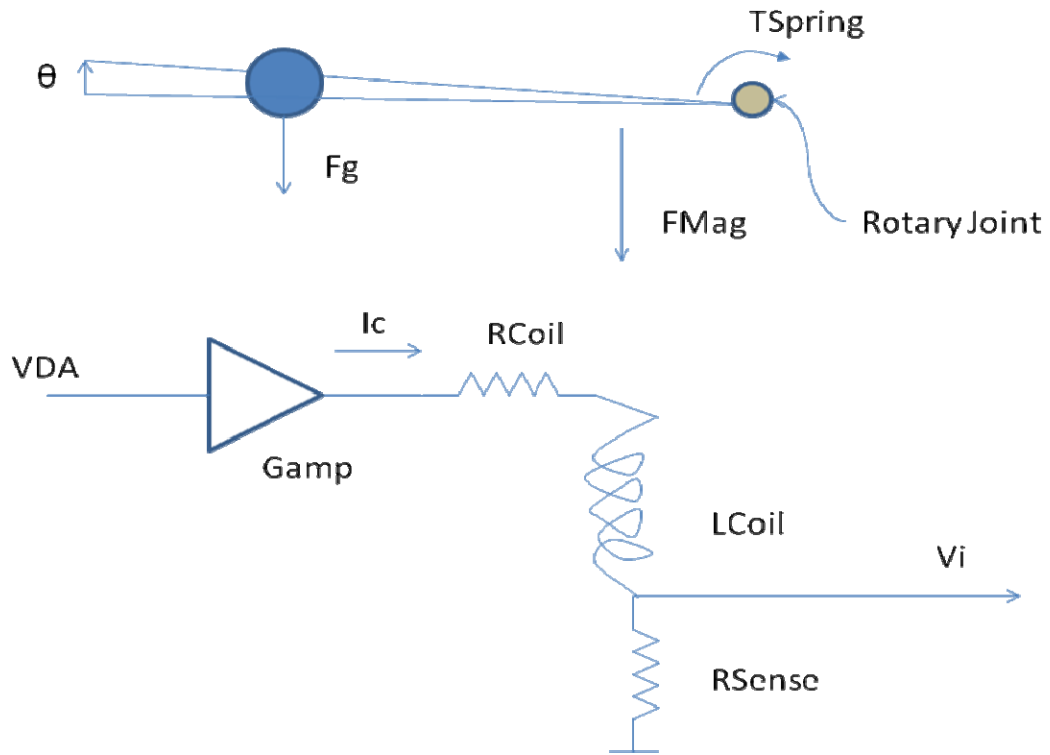 TSpring
θ
Fg
FMag
Rotary Joint
Ic
RCoil
VDA
Gamp
LCoil
Vi
RSense